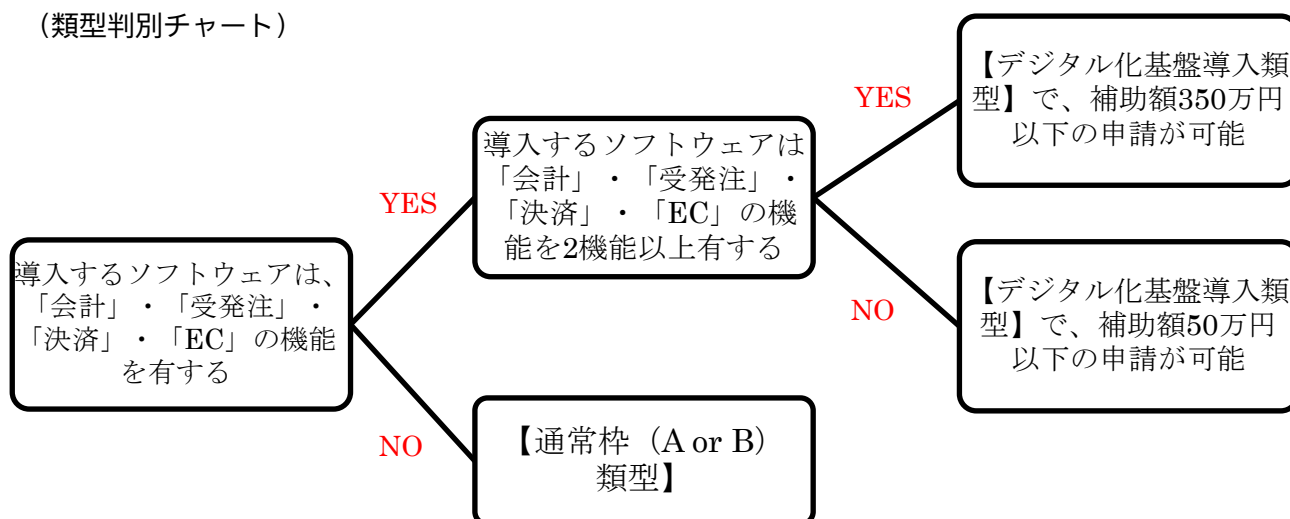 （類型判別チャート）
導入するソフトウェアは、
「会計」・「受発注」・
「決済」・「EC」の機能
を有する
YES
NO
導入するソフトウェアは
「会計」・「受発注」・
「決済」・「EC」の機
能を2機能以上有する
【通常枠（A or B）
類型】
YES
NO
【デジタル化基盤導入類
型】で、補助額350万円
以下の申請が可能
【デジタル化基盤導入類
型】で、補助額50万円
以下の申請が可能